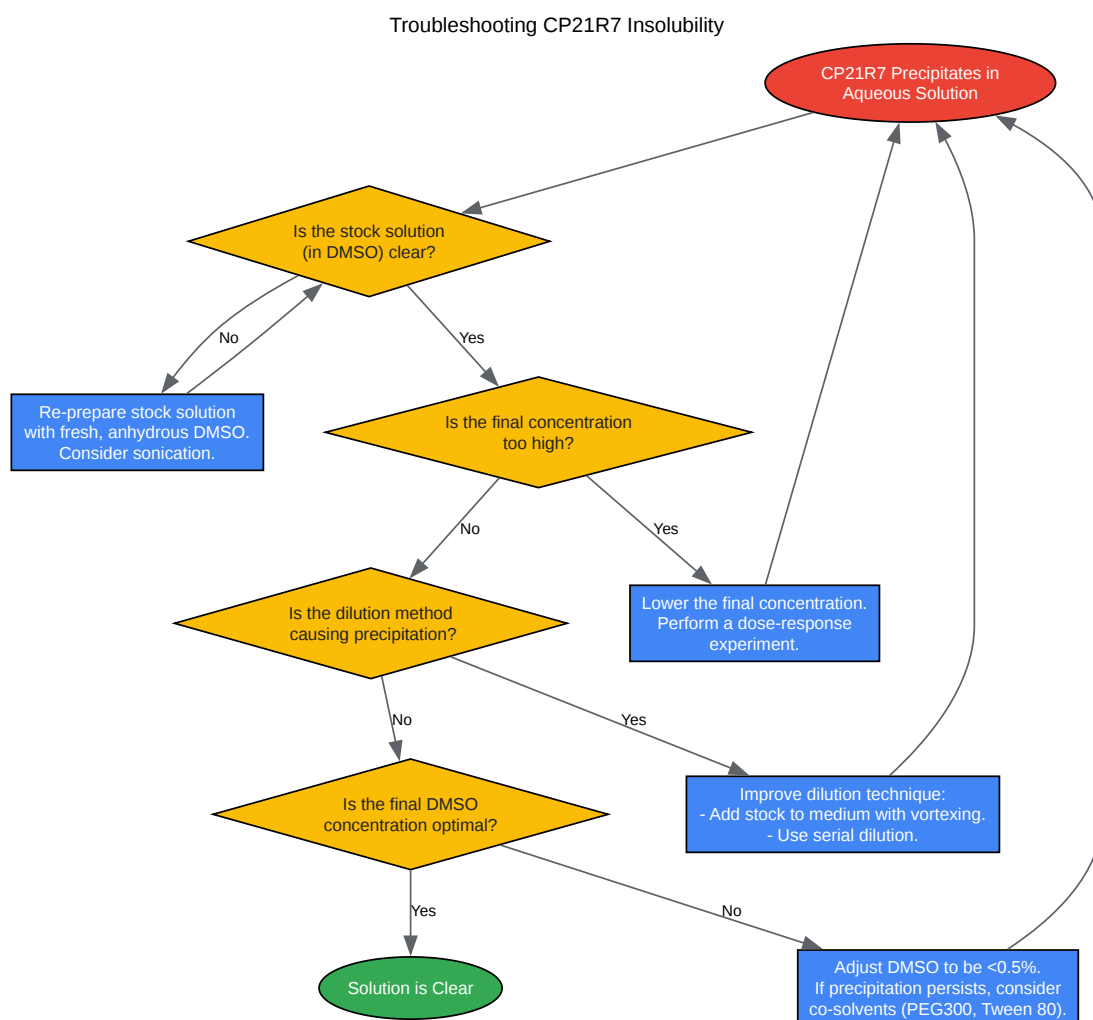 Troubleshooting CP21R7 Insolubility
CP21R7 Precipitates in
Aqueous Solution
Is the stock solution
(in DMSO) clear?
No
Yes
Re-prepare stock solution
with fresh, anhydrous DMSO.
Consider sonication.
Is the final concentration
too high?
No
Yes
Is the dilution method
causing precipitation?
Lower the final concentration.
Perform a dose-response
experiment.
No
Yes
Is the final DMSO
concentration optimal?
Improve dilution technique:
- Add stock to medium with vortexing.
- Use serial dilution.
Yes
No
Solution is Clear
Adjust DMSO to be <0.5%.
If precipitation persists, consider
co-solvents (PEG300, Tween 80).